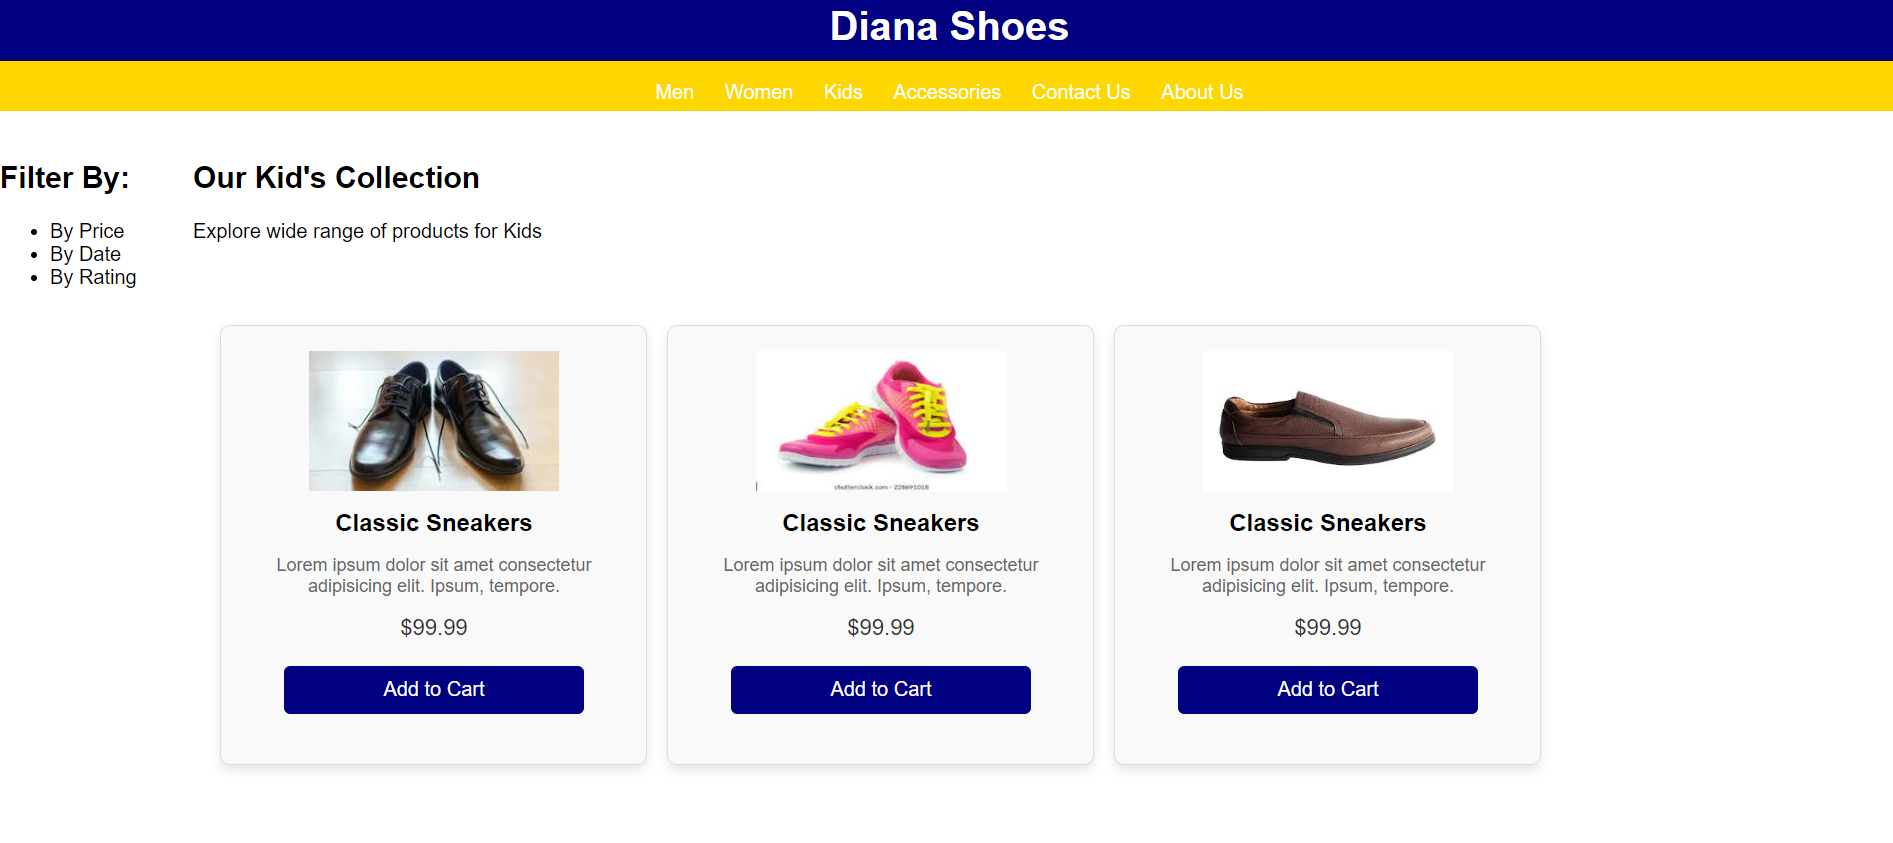 Diana Shoes
Men Women Kids Accessories Contact Us About Us
Filter By:
By Price
By Date
By Rating
Our Kid's Collection
Explore wide range of products for Kids
Classic Sneakers
Lorem ipsum dolor sit amet consectetur
adipisicing elit. Ipsum, tempore.
$99.99
Add to Cart
shutterstock.com - 228691018
Classic Sneakers
Lorem ipsum dolor sit amet consectetur
adipisicing elit. Ipsum, tempore.
$99.99
Add to Cart
Classic Sneakers
Lorem ipsum dolor sit amet consectetur
adipisicing elit. Ipsum, tempore.
$99.99
Add to Cart